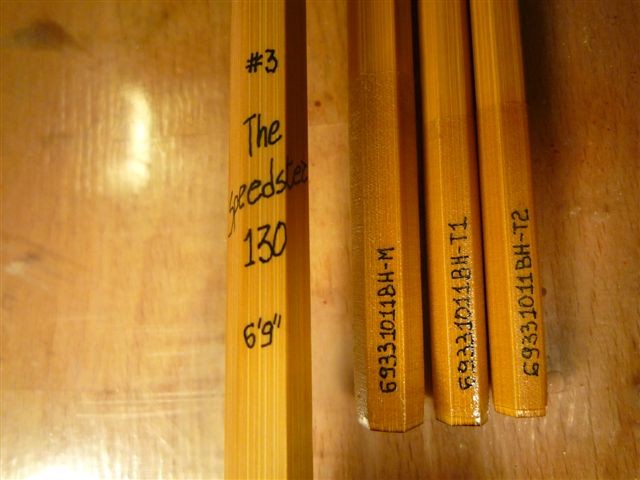 #3
The
Speedster
130
6'9"
69331011BH-M
69331011BH-T1
69331011BH-T2